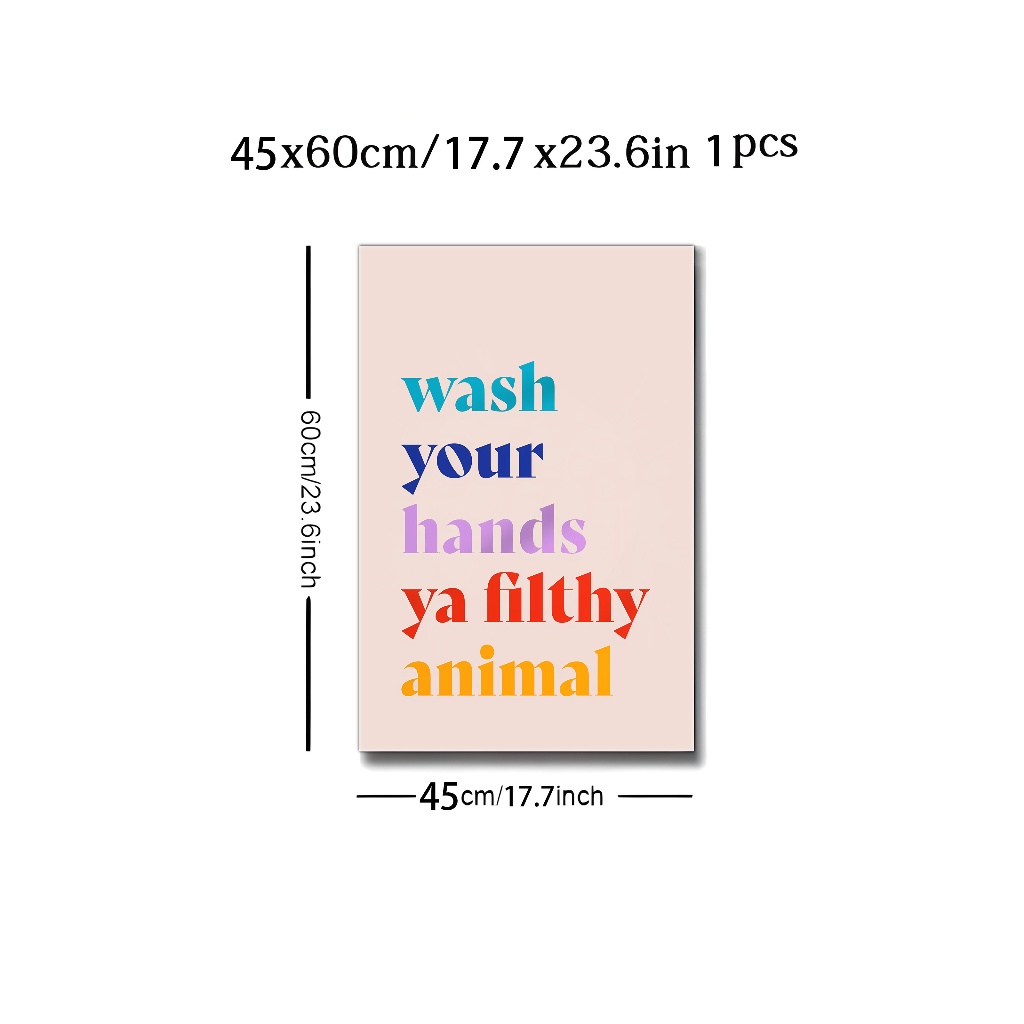 45x60cm/17.7 x23.6in 1pcs
60cm/23.6inch
wash
your
hands
ya filthy
animal
45cm/17.7inch